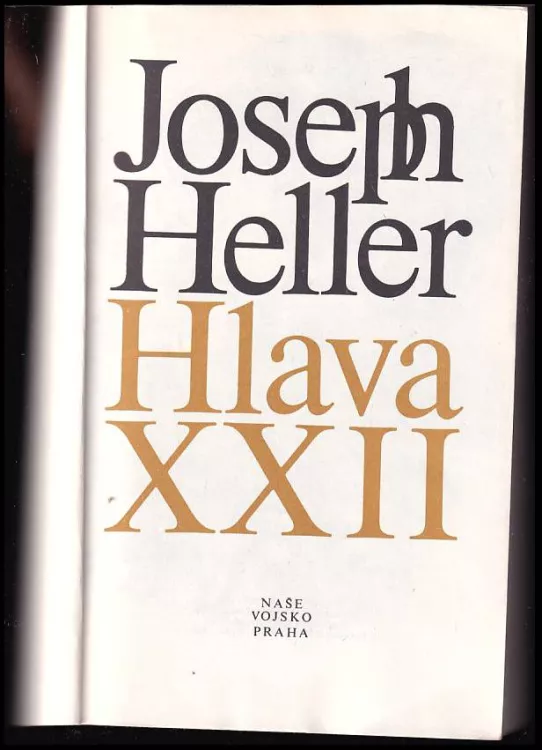 Joseph
Heller
Hlava
XXII
NAŠE
VOJSKO
PRAHA